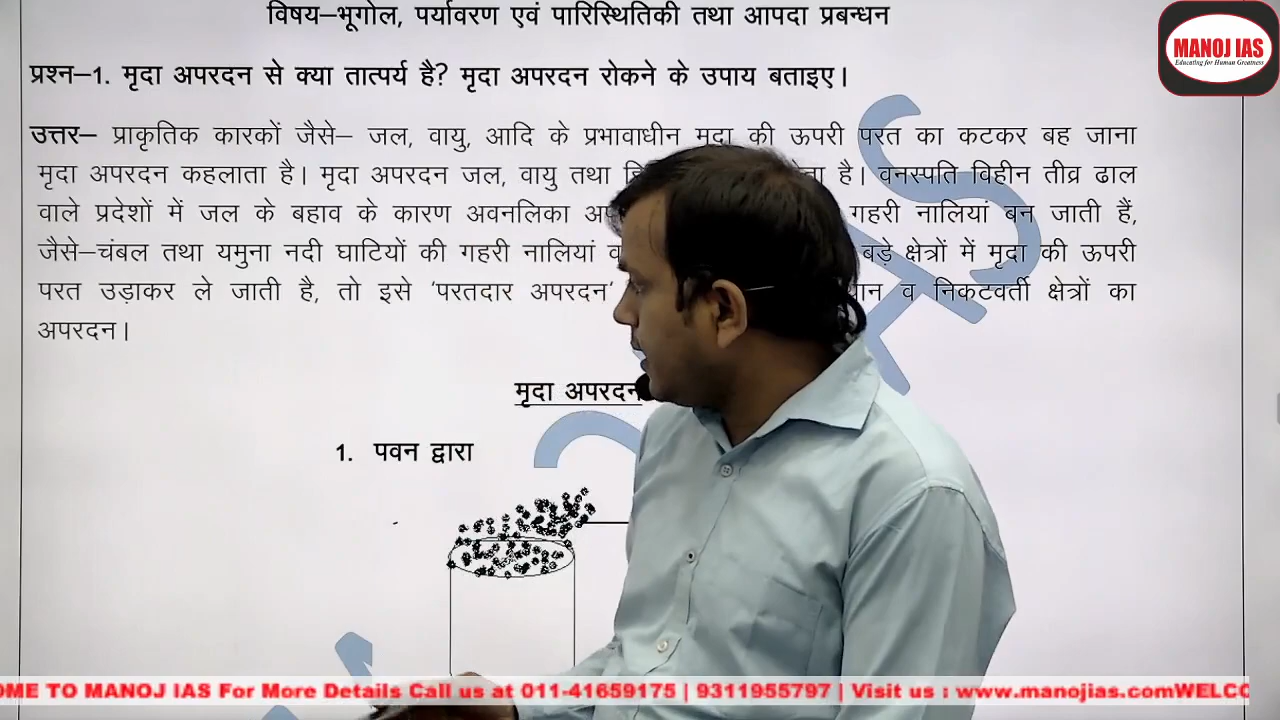 विषय–भूगोल, पर्यावरण एवं पारिस्थितिकी तथा आपदा प्रबन्धन
MANOJ IAS
Educating for Human Greatness
प्रश्न–1. मृदा अपरदन से क्या तात्पर्य है? मृदा अपरदन रोकने के उपाय बताइए।
उत्तर– प्राकृतिक कारकों जैसे– जल, वायु, आदि के प्रभावाधीन मृदा की ऊपरी परत का कटकर बह जाना
मृदा अपरदन कहलाता है। मृदा अपरदन जल, वायु तथा है। वनस्पति विहीन तीव्र ढाल
वाले प्रदेशों में जल के बहाव के कारण अवनलिका गहरी नालियां बन जाती हैं,
जैसे–चंबल तथा यमुना नदी घाटियों की गहरी नालियां बड़े क्षेत्रों में मृदा की ऊपरी
परत उड़ाकर ले जाती है, तो इसे 'परतदार अपरदन' व निकटवर्ती क्षेत्रों का
अपरदन।
मृदा अपरदन
1. पवन द्वारा
OME TO MANOJ IAS For More Details Call us at 011-41659175 | 9311955797 | Visit us : www.manojias.comWELCO